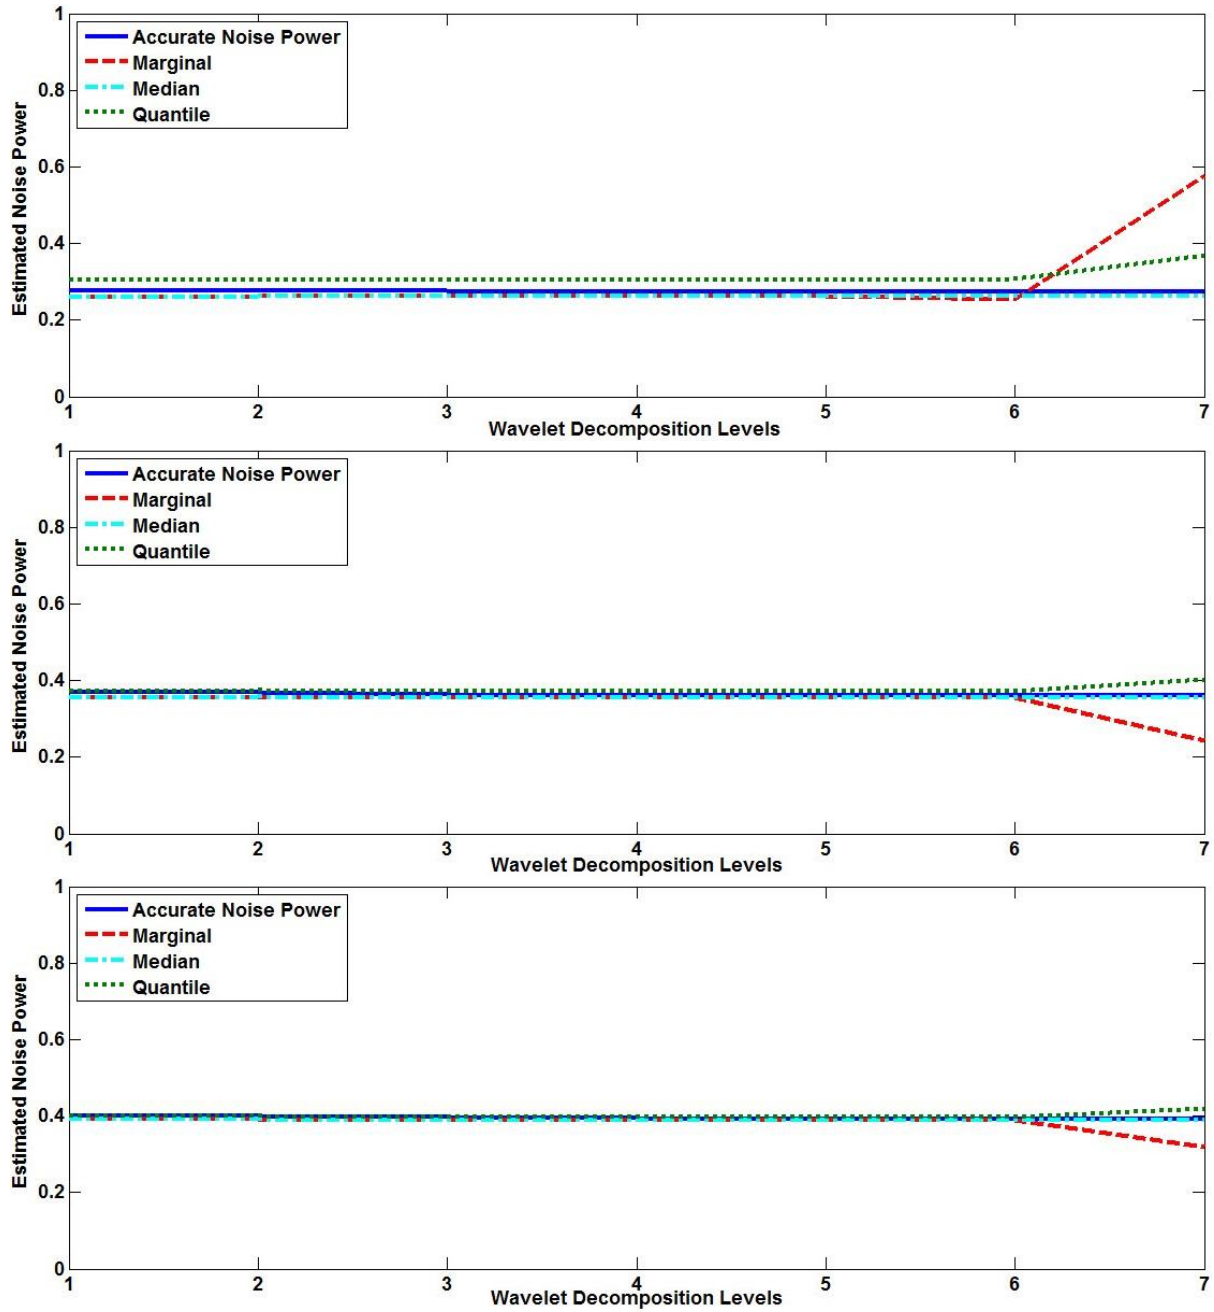 1
Accurate Noise Power
Marginal
Median
Quantile
0.8
0.6
0.4
0.2
0
Estimated Noise Power
1 2 3 4 5 6 7
Wavelet Decomposition Levels
1
Accurate Noise Power
Marginal
Median
Quantile
0.8
0.6
0.4
0.2
0
Estimated Noise Power
1 2 3 4 5 6 7
Wavelet Decomposition Levels
1
Accurate Noise Power
Marginal
Median
Quantile
0.8
0.6
0.4
0.2
0
Estimated Noise Power
1 2 3 4 5 6 7
Wavelet Decomposition Levels